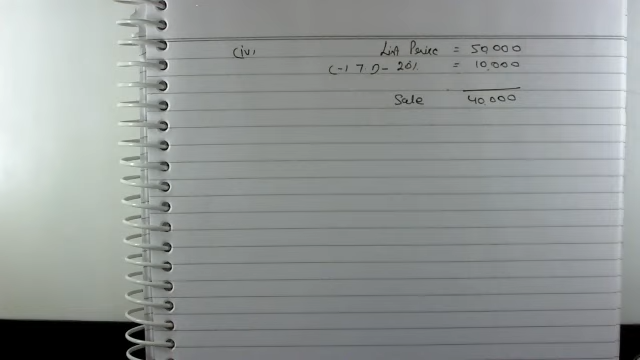 (iv) List Price = 50,000
(-) T.D - 20% = 10,000
Sale 40,000